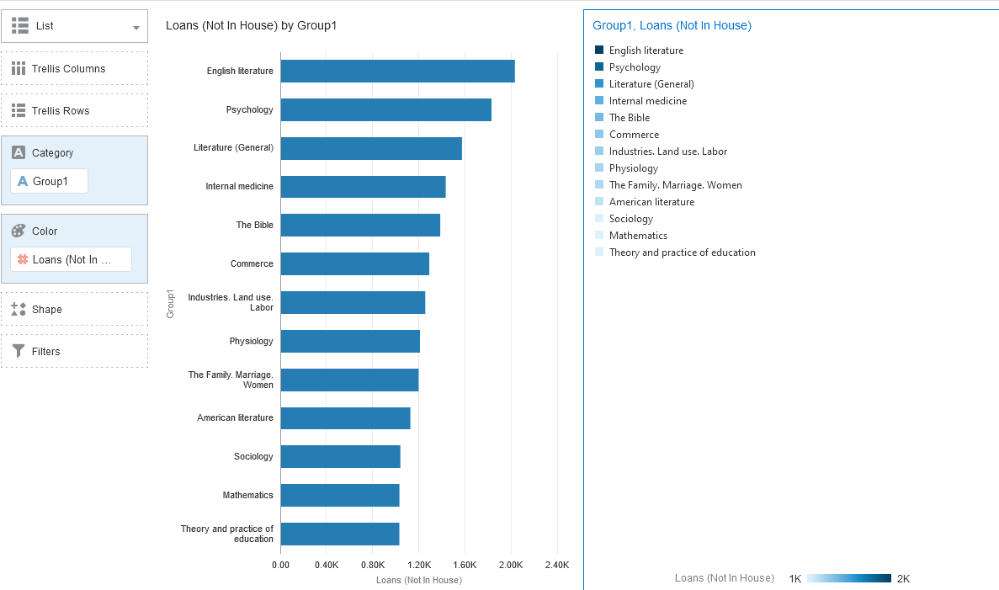 List
Trellis Columns
Trellis Rows
A Category
A Group1
Color
# Loans (Not In ...
Shape
Filters
Loans (Not In House) by Group1
Group1
English literature
Psychology
Literature (General)
Internal medicine
The Bible
Commerce
Industries. Land use.
Labor
Physiology
The Family. Marriage.
Women
American literature
Sociology
Mathematics
Theory and practice of
education
0.00 0.40K 0.80K 1.20K 1.60K 2.00K 2.40K
Loans (Not In House)
Group1, Loans (Not In House)
English literature
Psychology
Literature (General)
Internal medicine
The Bible
Commerce
Industries. Land use. Labor
Physiology
The Family. Marriage. Women
American literature
Sociology
Mathematics
Theory and practice of education
Loans (Not In House) 1K 2K